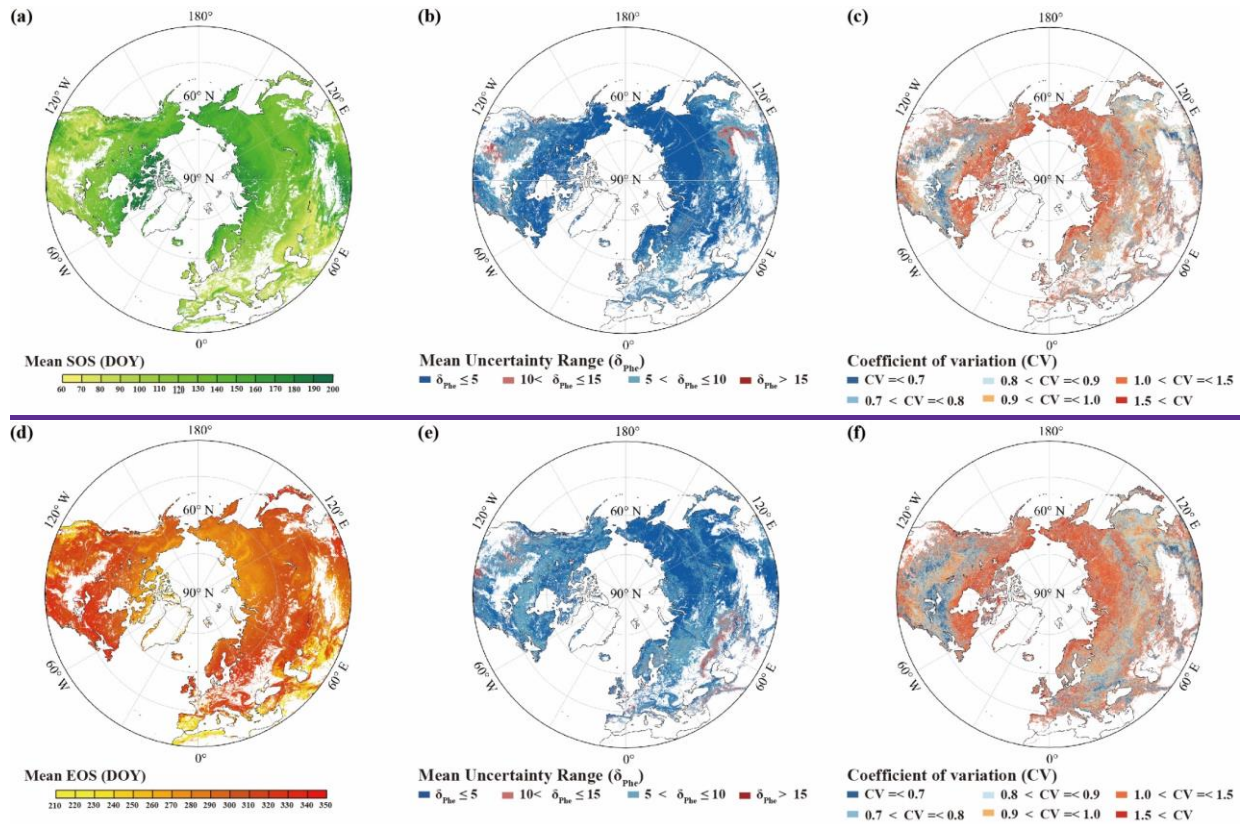 (a)
180°
120° W
60° N
120° E
90° N
60° W
60° E
0°
Mean SOS (DOY)
60 70 80 90 100 110 120 130 140 150 160 170 180 190 200
(b)
180°
120° W
60° N
120° E
90° N
60° W
60° E
0°
Mean Uncertainty Range (δPhe)
δPhe ≤ 5 10< δPhe ≤ 15 5 < δPhe ≤ 10 δPhe > 15
(c)
180°
120° W
60° N
120° E
90° N
60° W
60° E
0°
Coefficient of variation (CV)
CV =< 0.7 0.8 < CV =< 0.9 1.0 < CV =< 1.5
0.7 < CV =< 0.8 0.9 < CV =< 1.0 1.5 < CV
(d)
180°
120° W
60° N
120° E
90° N
60° W
60° E
0°
Mean EOS (DOY)
210 220 230 240 250 260 270 280 290 300 310 320 330 340 350
(e)
180°
120° W
60° N
120° E
90° N
60° W
60° E
0°
Mean Uncertainty Range (δPhe)
δPhe ≤ 5 10< δPhe ≤ 15 5 < δPhe ≤ 10 δPhe > 15
(f)
180°
120° W
60° N
120° E
90° N
60° W
60° E
0°
Coefficient of variation (CV)
CV =< 0.7 0.8 < CV =< 0.9 1.0 < CV =< 1.5
0.7 < CV =< 0.8 0.9 < CV =< 1.0 1.5 < CV